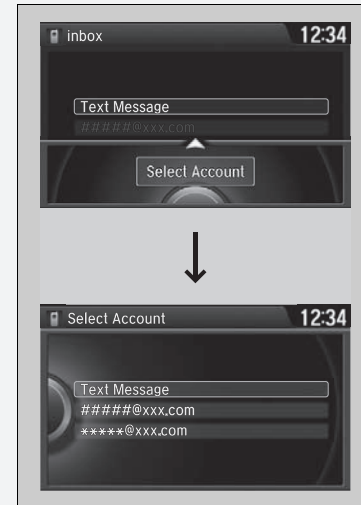 inbox 12:34
Text Message
#####@xxx.com
Select Account
Select Account 12:34
Text Message
#####@xxx.com
*****@xxx.com